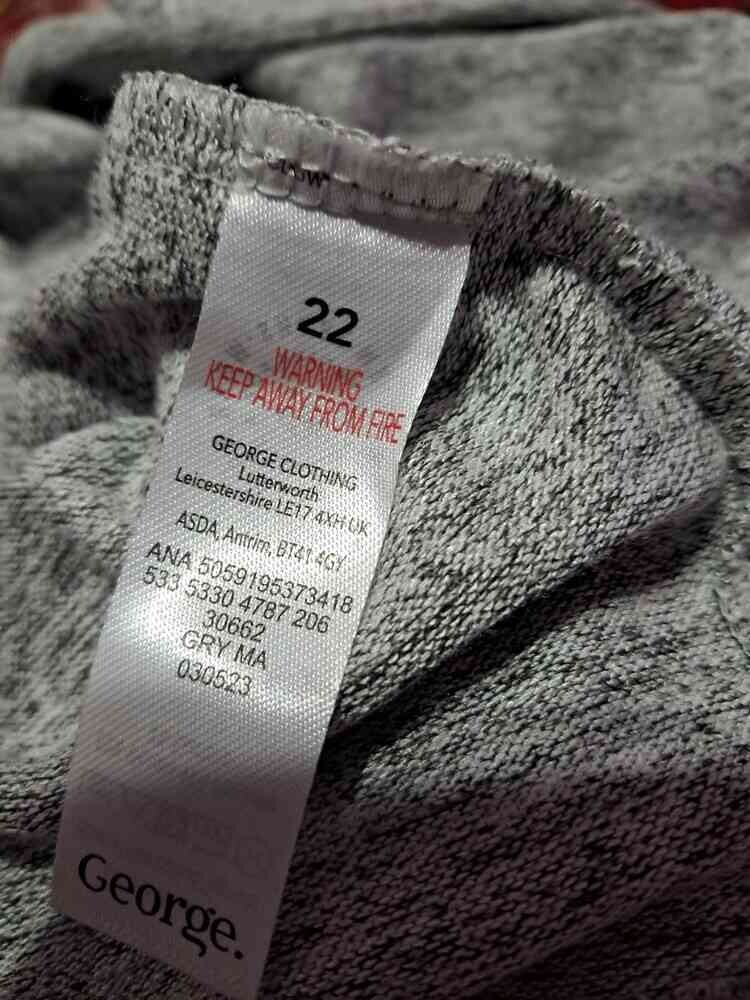 22
WARNING
KEEP AWAY FROM FIRE
GEORGE CLOTHING
Lutterworth
Leicestershire LE17 4XH UK
ASDA, Antrim, BT41 4GY
ANA 5059195373418
533 5330 4787 206
30662
GRY MA
030523
George.